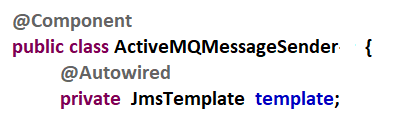 @Component
public class ActiveMQMessageSender {
@Autowired
private JmsTemplate template;